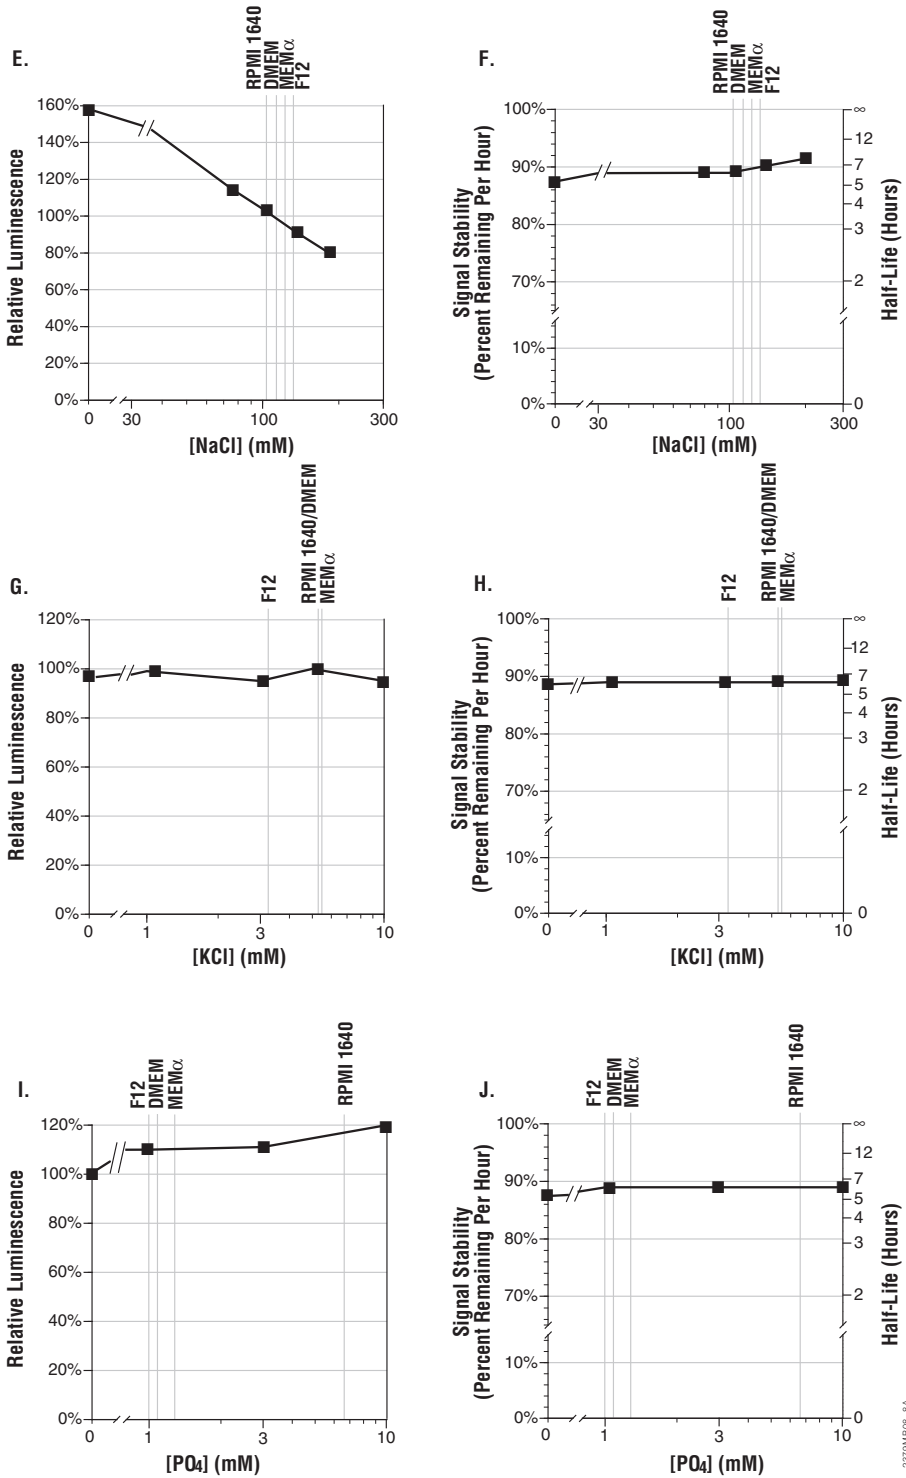 E.
RPMI 1640
DMEM
MEMα
F12
Relative Luminescence
160%
140%
120%
100%
80%
60%
40%
20%
0%
0 30 100 300
[NaCl] (mM)
F.
RPMI 1640
DMEM
MEMα
F12
Signal Stability
(Percent Remaining Per Hour)
100%
90%
80%
70%
10%
0%
∞
12
7
5
4
3
2
0
Half-Life (Hours)
0 30 100 300
[NaCl] (mM)
G.
F12
RPMI 1640/DMEM
MEMα
Relative Luminescence
120%
100%
80%
60%
40%
20%
0%
0 1 3 10
[KCl] (mM)
H.
F12
RPMI 1640/DMEM
MEMα
Signal Stability
(Percent Remaining Per Hour)
100%
90%
80%
70%
10%
0%
∞
12
7
5
4
3
2
0
Half-Life (Hours)
0 1 3 10
[KCl] (mM)
I.
F12
DMEM
MEMα
RPMI 1640
Relative Luminescence
120%
100%
80%
60%
40%
20%
0%
0 1 3 10
[PO4] (mM)
J.
F12
DMEM
MEMα
RPMI 1640
Signal Stability
(Percent Remaining Per Hour)
100%
90%
80%
70%
10%
0%
∞
12
7
5
4
3
2
0
Half-Life (Hours)
0 1 3 10
[PO4] (mM)